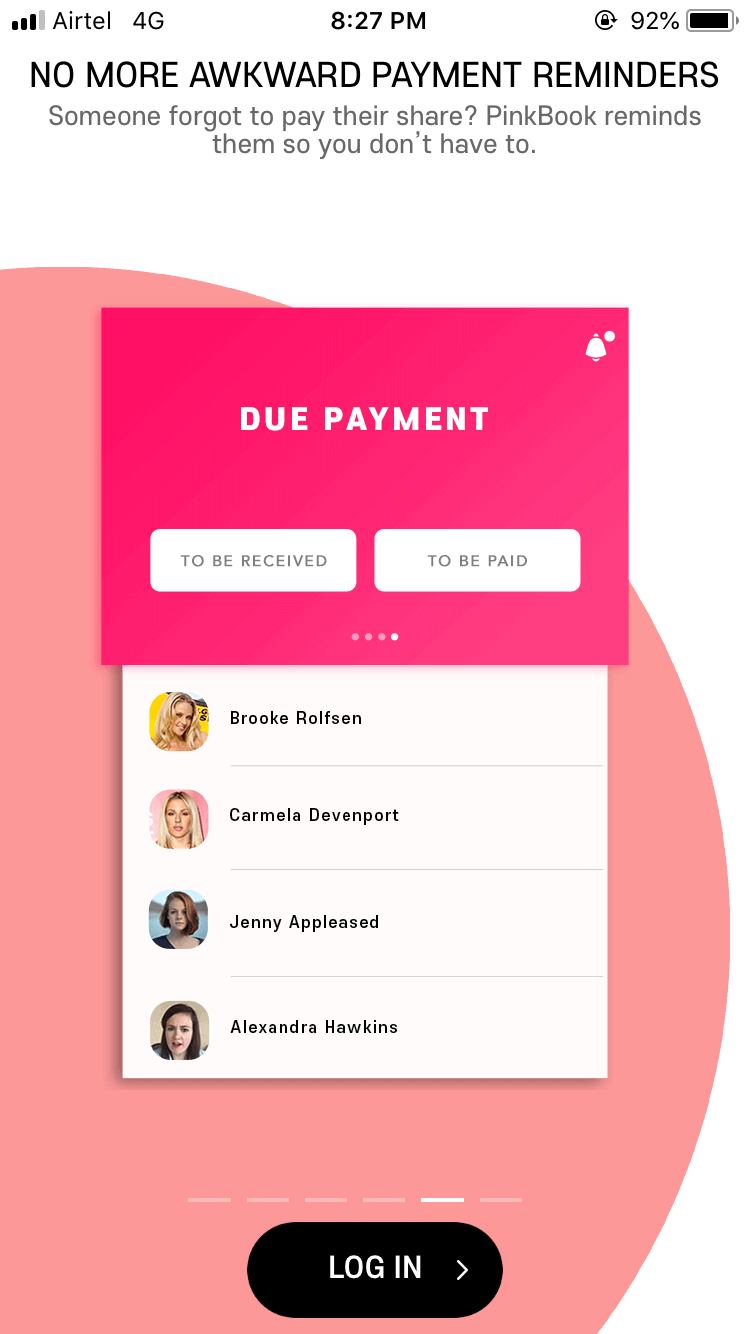 Airtel 4G 8:27 PM 92%
NO MORE AWKWARD PAYMENT REMINDERS
Someone forgot to pay their share? PinkBook reminds
them so you don't have to.
DUE PAYMENT
TO BE RECEIVED TO BE PAID
Brooke Rolfsen
Carmela Devenport
Jenny Appleased
Alexandra Hawkins
LOG IN